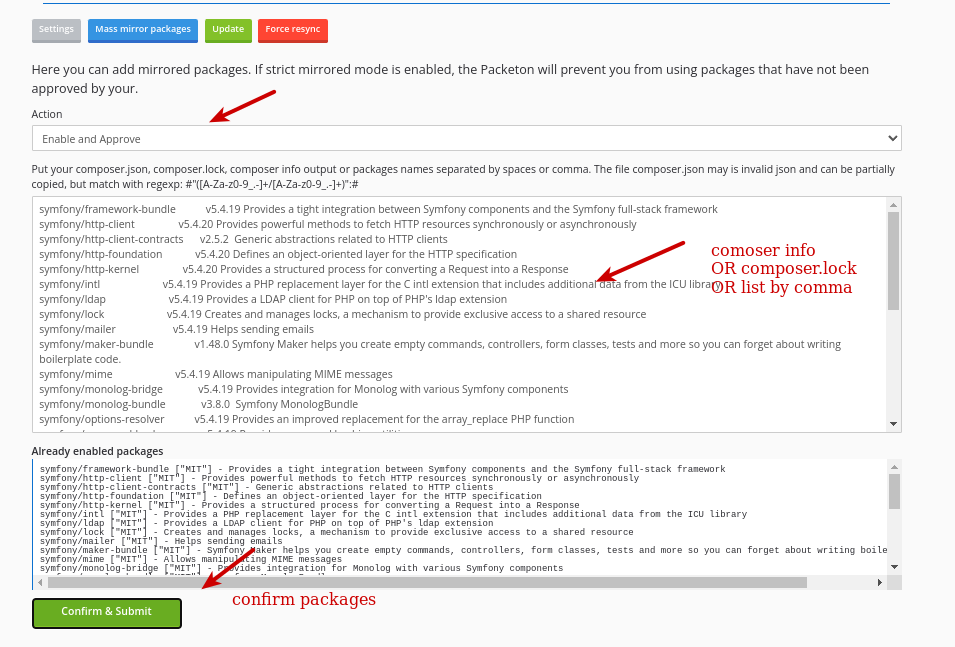 Settings
Mass mirror packages
Update
Force resync
Here you can add mirrored packages. If strict mirrored mode is enabled, the Packeton will prevent you from using packages that have not been
approved by your.
Action
Enable and Approve
Put your composer.json, composer.lock, composer info output or packages names separated by spaces or comma. The file composer.json may is invalid json and can be partially
copied, but match with regexp: #"([A-Za-z0-9_.-]+/[A-Za-z0-9_.-]+)":#
symfony/framework-bundle v5.4.19 Provides a tight integration between Symfony components and the Symfony full-stack framework
symfony/http-client v5.4.20 Provides powerful methods to fetch HTTP resources synchronously or asynchronously
symfony/http-client-contracts v2.5.2 Generic abstractions related to HTTP clients
symfony/http-foundation v5.4.20 Defines an object-oriented layer for the HTTP specification
symfony/http-kernel v5.4.20 Provides a structured process for converting a Request into a Response
symfony/intl v5.4.19 Provides a PHP replacement layer for the C intl extension that includes additional data from the ICU library
symfony/ldap v5.4.19 Provides a LDAP client for PHP on top of PHP's ldap extension
symfony/lock v5.4.19 Creates and manages locks, a mechanism to provide exclusive access to a shared resource
symfony/mailer v5.4.19 Helps sending emails
symfony/maker-bundle v1.48.0 Symfony Maker helps you create empty commands, controllers, form classes, tests and more so you can forget about writing
boilerplate code.
symfony/mime v5.4.19 Allows manipulating MIME messages
symfony/monolog-bridge v5.4.19 Provides integration for Monolog with various Symfony components
symfony/monolog-bundle v3.8.0 Symfony MonologBundle
symfony/options-resolver v5.4.19 Provides an improved replacement for the array_replace PHP function
comoser info
OR composer.lock
OR list by comma
Already enabled packages
symfony/framework-bundle ["MIT"] - Provides a tight integration between Symfony components and the Symfony full-stack framework
symfony/http-client ["MIT"] - Provides powerful methods to fetch HTTP resources synchronously or asynchronously
symfony/http-client-contracts ["MIT"] - Generic abstractions related to HTTP clients
symfony/http-foundation ["MIT"] - Defines an object-oriented layer for the HTTP specification
symfony/http-kernel ["MIT"] - Provides a structured process for converting a Request into a Response
symfony/intl ["MIT"] - Provides a PHP replacement layer for the C intl extension that includes additional data from the ICU library
symfony/ldap ["MIT"] - Provides a LDAP client for PHP on top of PHP's ldap extension
symfony/lock ["MIT"] - Creates and manages locks, a mechanism to provide exclusive access to a shared resource
symfony/mailer ["MIT"] - Helps sending emails
symfony/maker-bundle ["MIT"] - Symfony Maker helps you create empty commands, controllers, form classes, tests and more so you can forget about writing boile
symfony/mime ["MIT"] - Allows manipulating MIME messages
symfony/monolog-bridge ["MIT"] - Provides integration for Monolog with various Symfony components
confirm packages
Confirm & Submit